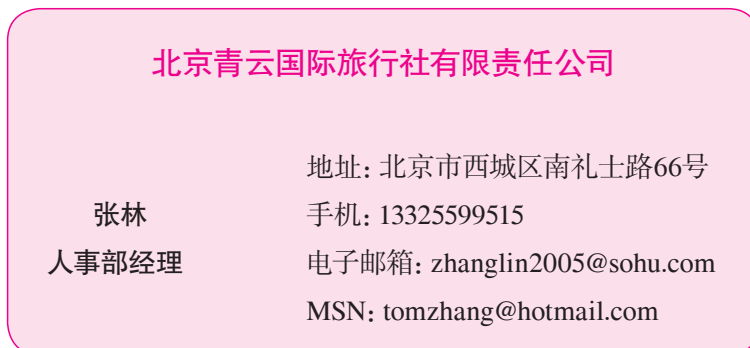 北京青云国际旅行社有限责任公司
地址: 北京市西城区南礼士路66号
张林 手机: 13325599515
人事部经理 电子邮箱: zhanglin2005@sohu.com
MSN: tomzhang@hotmail.com